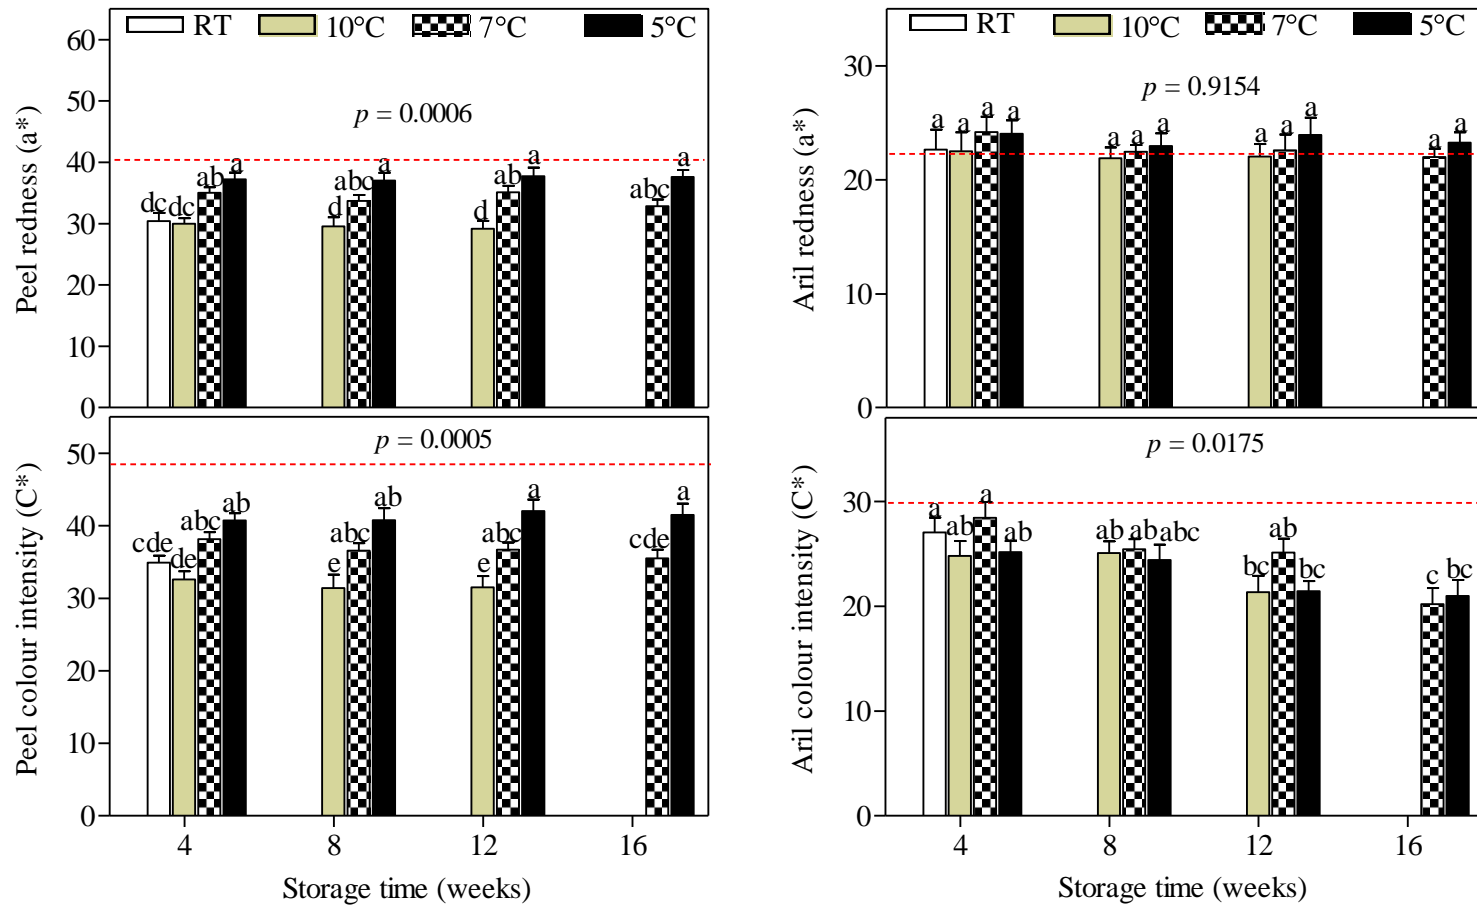 RT 10°C 7°C 5°C
Peel redness (a*)
60
50
40
30
20
10
0
p = 0.0006
dc dc ab a
d abc a
d ab a
abc a
RT 10°C 7°C 5°C
Aril redness (a*)
30
20
10
0
p = 0.9154
a a a a
a a a
a a a
a a
Peel colour intensity (C*)
50
40
30
20
10
0
p = 0.0005
cde de abc ab
e abc ab
e abc a
cde a
4 8 12 16
Storage time (weeks)
Aril colour intensity (C*)
30
20
10
0
p = 0.0175
a ab a ab
ab ab abc
bc ab bc
c bc
4 8 12 16
Storage time (weeks)